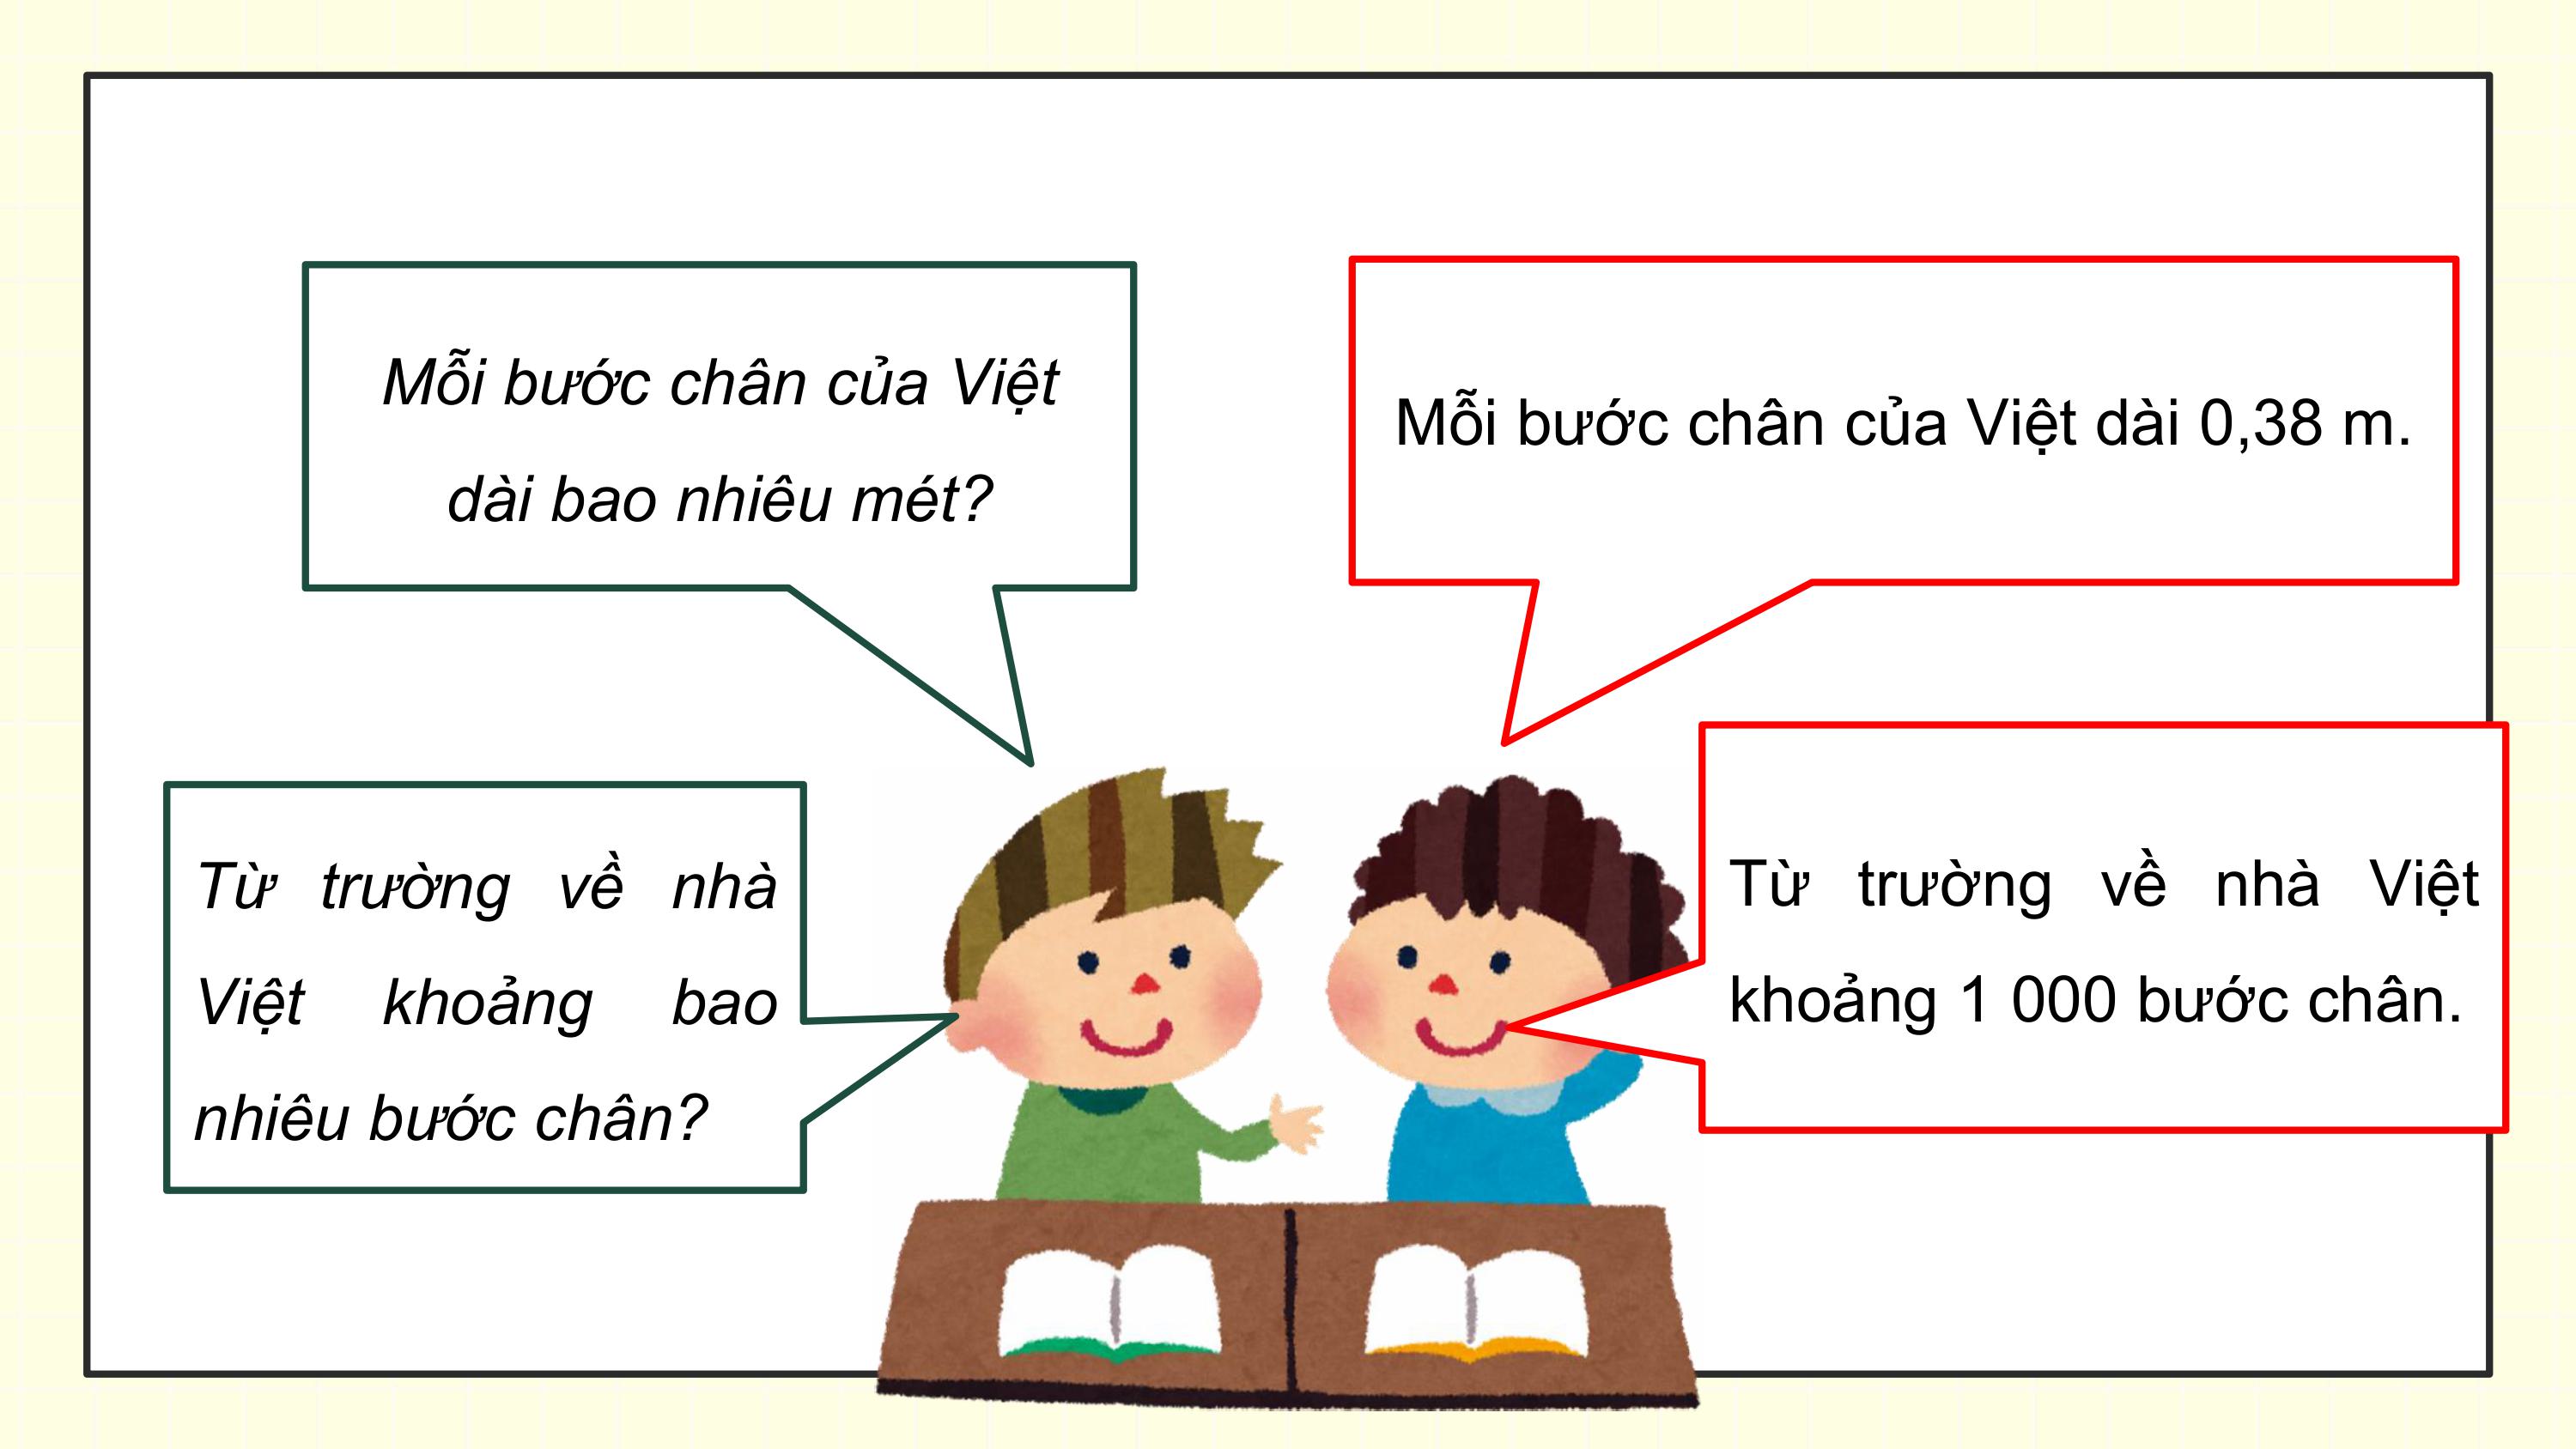 Mỗi bước chân của Việt
dài bao nhiêu mét?
Mỗi bước chân của Việt dài 0,38 m.
Từ trường về nhà
Việt khoảng bao
nhiêu bước chân?
Từ trường về nhà Việt
khoảng 1 000 bước chân.